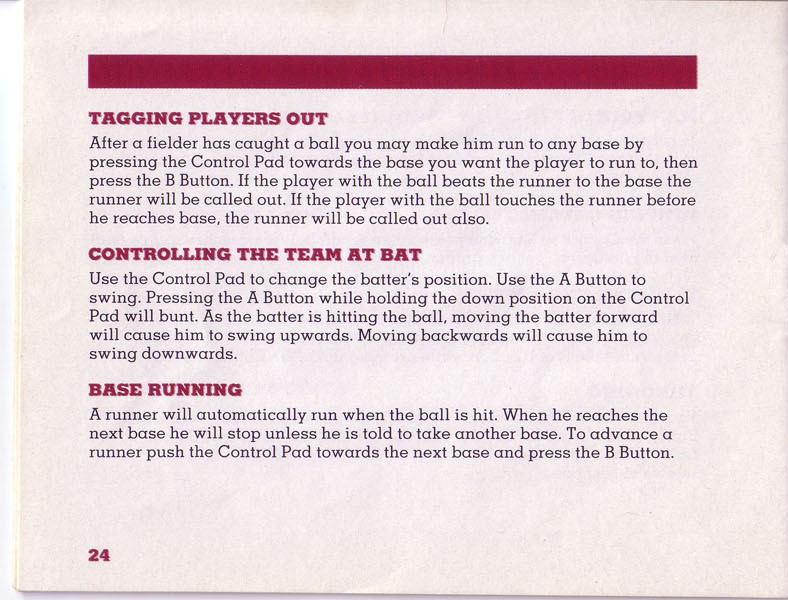 TAGGING PLAYERS OUT
After a fielder has caught a ball you may make him run to any base by
pressing the Control Pad towards the base you want the player to run to, then
press the B Button. If the player with the ball beats the runner to the base the
runner will be called out. If the player with the ball touches the runner before
he reaches base, the runner will be called out also.
CONTROLLING THE TEAM AT BAT
Use the Control Pad to change the batter's position. Use the A Button to
swing. Pressing the A Button while holding the down position on the Control
Pad will bunt. As the batter is hitting the ball, moving the batter forward
will cause him to swing upwards. Moving backwards will cause him to
swing downwards.
BASE RUNNING
A runner will automatically run when the ball is hit. When he reaches the
next base he will stop unless he is told to take another base. To advance a
runner push the Control Pad towards the next base and press the B Button.
24